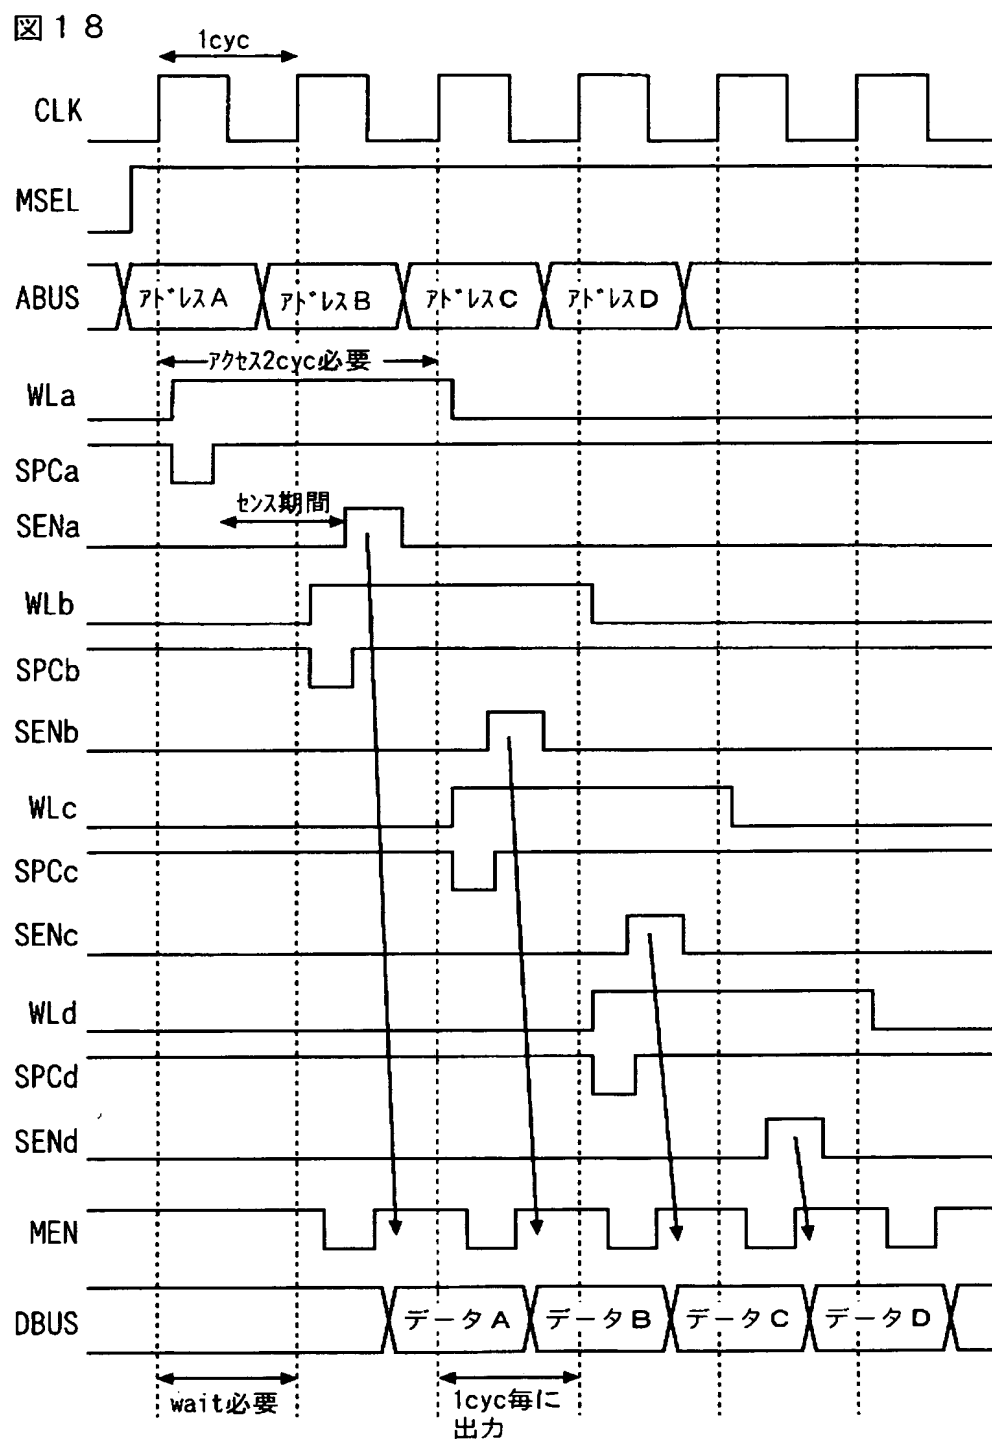 図18
1cyc
CLK
MSEL
ABUS
ｱﾄﾞﾚｽA
ｱﾄﾞﾚｽB
ｱﾄﾞﾚｽC
ｱﾄﾞﾚｽD
ｱｸｾｽ2cyc必要
WLa
SPCa
ｾﾝｽ期間
SENa
WLb
SPCb
SENb
WLc
SPCc
SENc
WLd
SPCd
SENd
MEN
DBUS
データA
データB
データC
データD
wait必要
1cyc毎に
出力